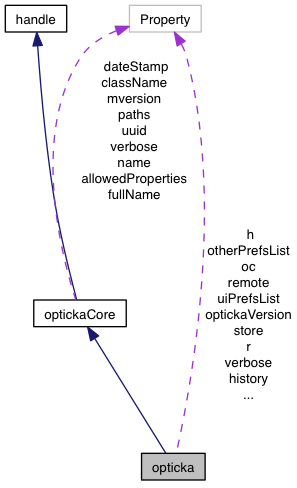 handle
Property
dateStamp
className
mversion
paths
uuid
verbose
name
allowedProperties
fullName
h
otherPrefsList
oc
remote
uiPrefsList
optickaVersion
store
r
verbose
history
...
optickaCore
opticka